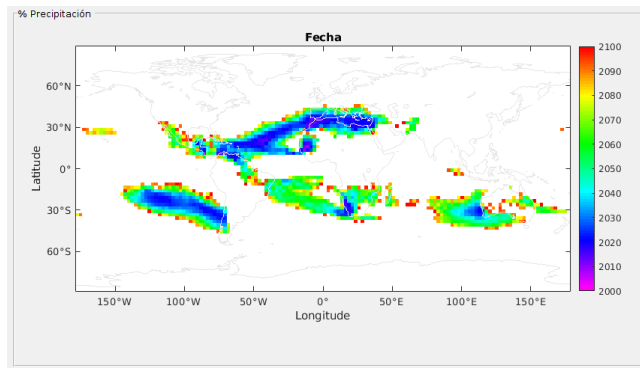 % Precipitación
Fecha
60°N
30°N
0°
30°S
60°S
Latitude
150°W
100°W
50°W
0°
50°E
100°E
150°E
Longitude
2100
2090
2080
2070
2060
2050
2040
2030
2020
2010
2000